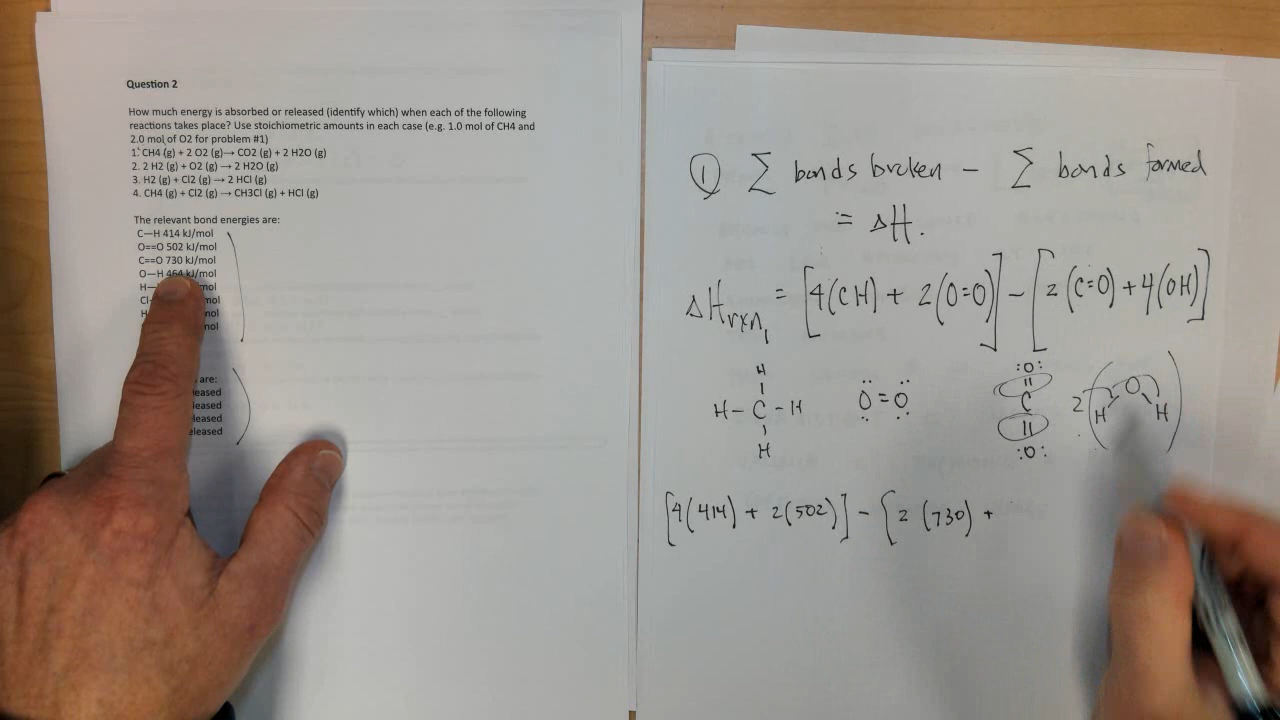 Question 2
How much energy is absorbed or released (identify which) when each of the following
reactions takes place? Use stoichiometric amounts in each case (e.g. 1.0 mol of CH4 and
2.0 mol of O2 for problem #1)
1. CH4 (g) + 2 O2 (g)→ CO2 (g) + 2 H2O (g)
2. 2 H2 (g) + O2 (g) → 2 H2O (g)
3. H2 (g) + Cl2 (g) → 2 HCl (g)
4. CH4 (g) + Cl2 (g) → CH3Cl (g) + HCl (g)
The relevant bond energies are:
C—H 414 kJ/mol
O==O 502 kJ/mol
C==O 730 kJ/mol
O—H 464 kJ/mol
H—
Cl
H
are:
① Σ bonds broken − Σ bonds formed
= ΔH.
ΔHrxn1 = [4(CH) + 2(O=O)] − [2(C=O) + 4(OH)]
H
H–C–H
H
Ö=Ö
:O:
C
:O:
2(H O H)
[4(414) + 2(502)] − [2(730) +